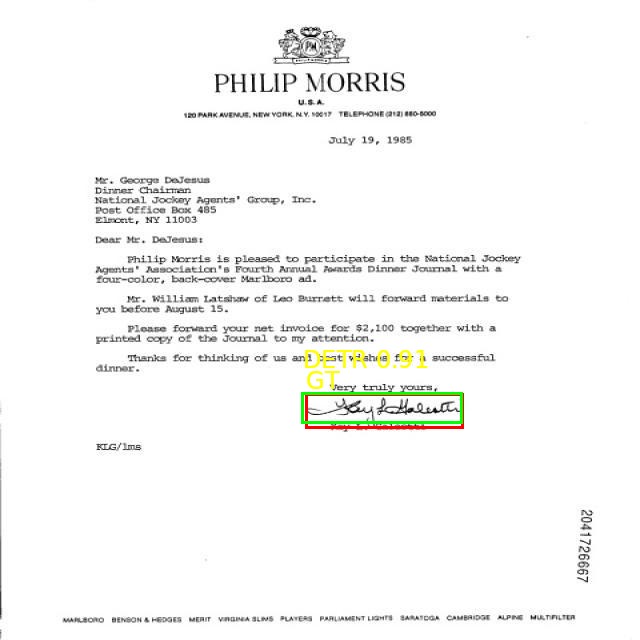 PM
PHILIP MORRIS
U.S.A.
120 PARK AVENUE, NEW YORK, N.Y. 10017 TELEPHONE (212) 880-5000
July 19, 1985
Mr. George DeJesus
Dinner Chairman
National Jockey Agents' Group, Inc.
Post Office Box 485
Elmont, NY 11003
Dear Mr. DeJesus:
Philip Morris is pleased to participate in the National Jockey
Agents' Association's Fourth Annual Awards Dinner Journal with a
four-color, back-cover Marlboro ad.
Mr. William Latshaw of Leo Burnett will forward materials to
you before August 15.
Please forward your net invoice for $2,100 together with a
printed copy of the Journal to my attention.
Thanks for thinking of us and best wishes for a successful
dinner.
DETR 0.91
GT
Very truly yours,
KLG/lms
2041726667
MARLBORO BENSON & HEDGES MERIT VIRGINIA SLIMS PLAYERS PARLIAMENT LIGHTS SARATOGA CAMBRIDGE ALPINE MULTIFILTER